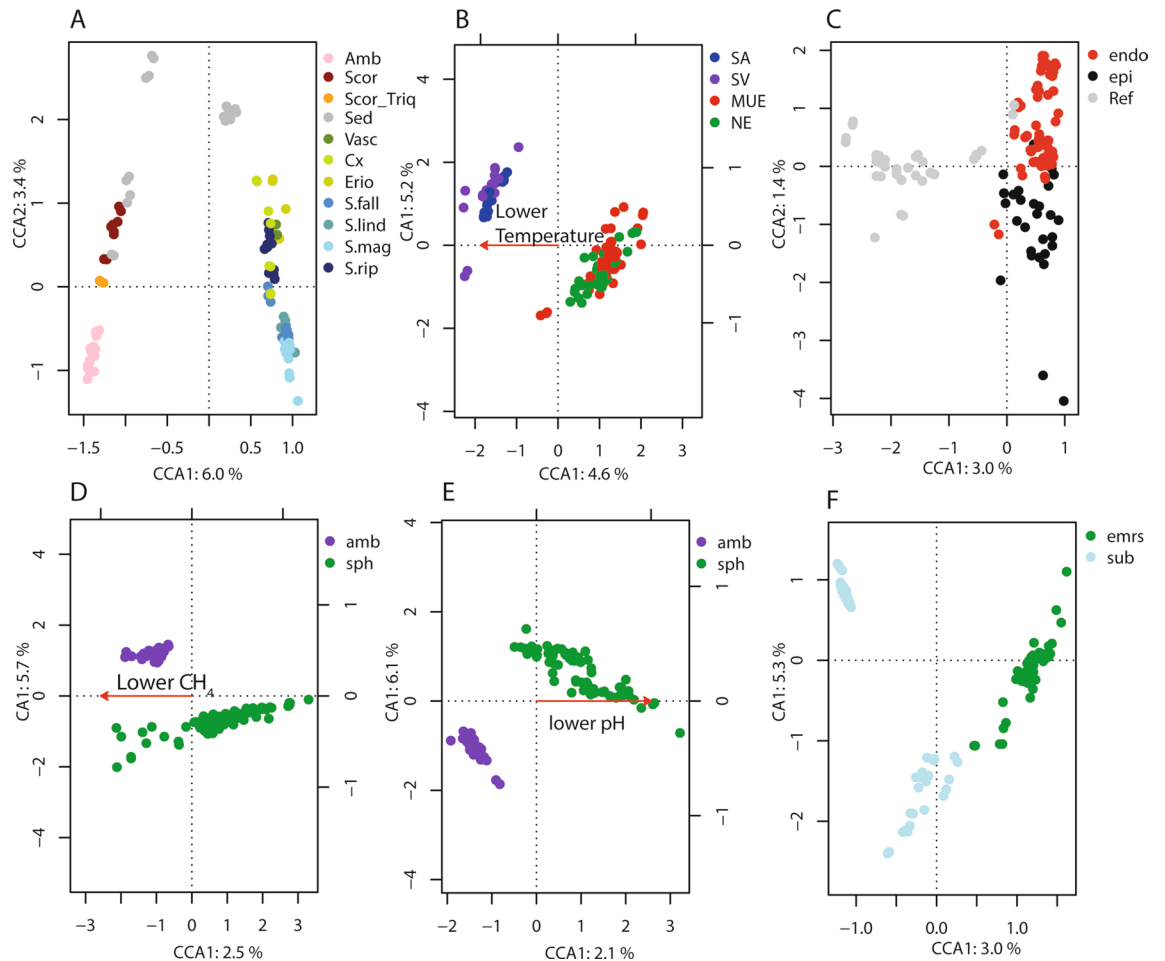 A
Amb
Scor
Scor_Triq
Sed
Vasc
Cx
Erio
S.fall
S.lind
S.mag
S.rip
2
1
0
−1
CCA2: 3.4 %
−1.5
−0.5
0.5
1.0
CCA1: 6.0 %
B
SA
SV
MUE
NE
4
2
0
−2
−4
CA1: 5.2 %
1
0
−1
Lower
Temperature
−2
−1
0
1
2
3
CCA1: 4.6 %
C
endo
epi
Ref
2
1
0
−1
−2
−3
−4
CCA2: 1.4 %
−3
−2
−1
0
1
CCA1: 3.0 %
D
amb
sph
4
2
0
−2
−4
CA1: 5.7 %
1
0
−1
Lower CH4
−3
−2
−1
0
1
2
3
CCA1: 2.5 %
E
amb
sph
4
2
0
−2
−4
CA1: 6.1 %
1
0
−1
lower pH
−2
−1
0
1
2
3
CCA1: 2.1 %
F
emrs
sub
1
0
−1
−2
CA1: 5.3 %
−1.0
0.0
1.0
CCA1: 3.0 %